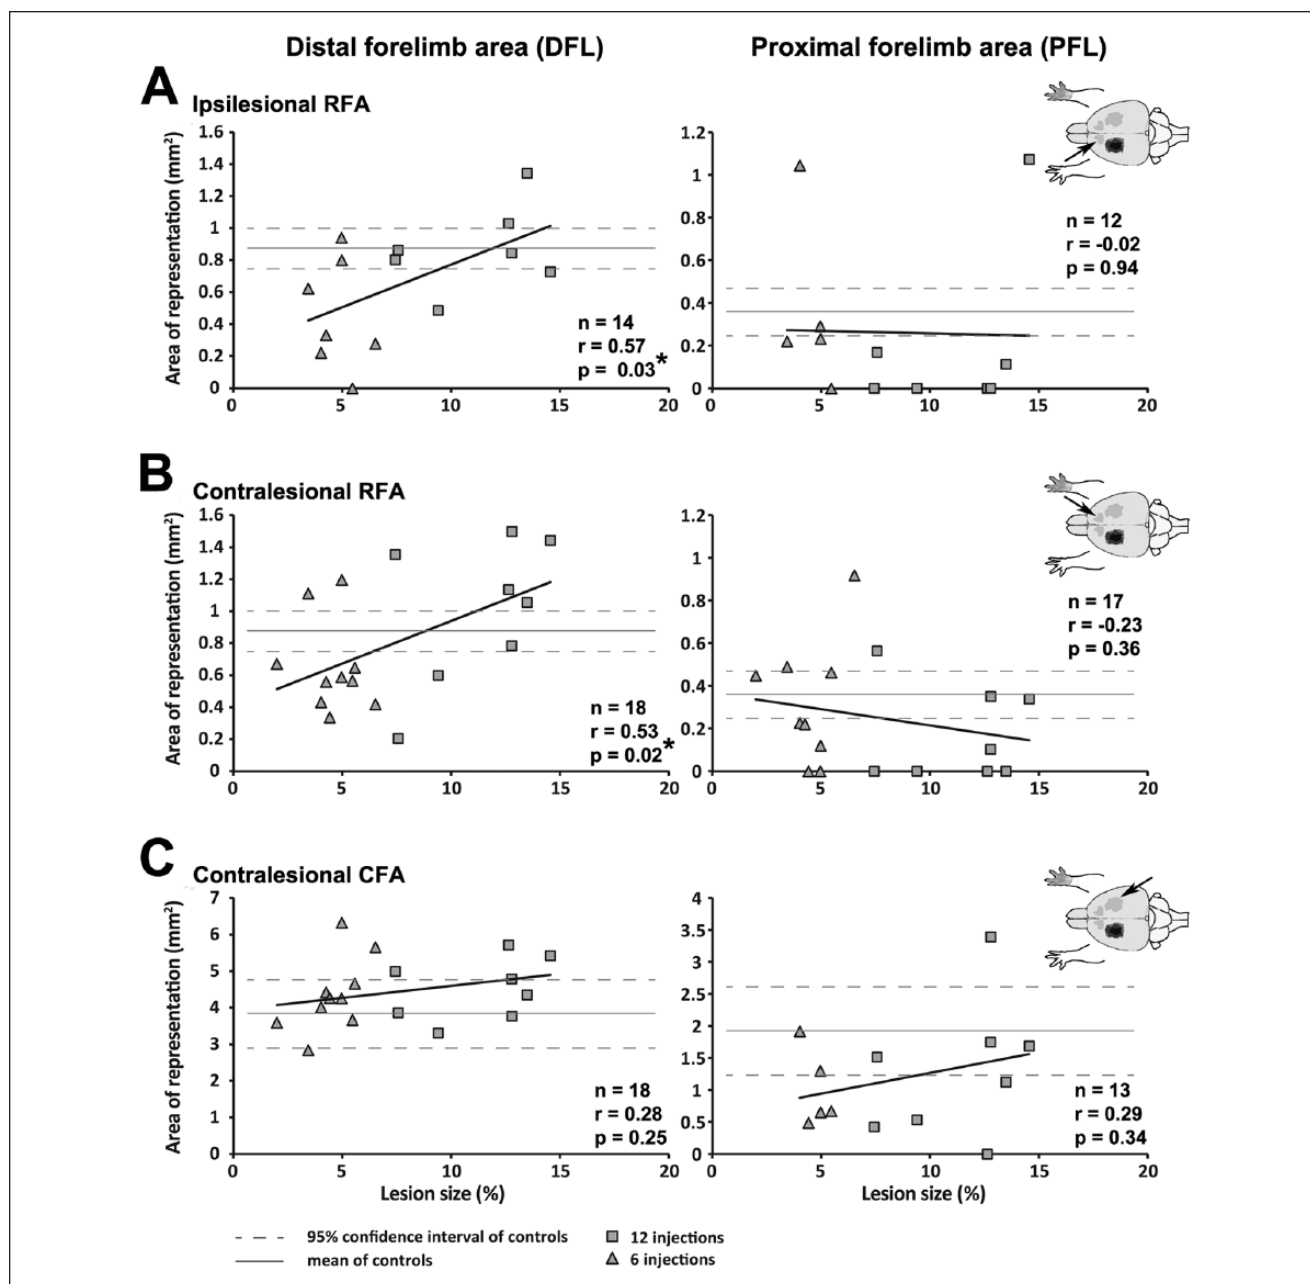 Distal forelimb area (DFL)
Proximal forelimb area (PFL)
A
Ipsilesional RFA
Area of representation (mm²)
1.6
1.4
1.2
1
0.8
0.6
0.4
0.2
0
0
5
10
15
20
n = 14
r = 0.57
p = 0.03*
1.2
1
0.8
0.6
0.4
0.2
0
0
5
10
15
20
n = 12
r = -0.02
p = 0.94
B
Contralesional RFA
Area of representation (mm²)
1.6
1.4
1.2
1
0.8
0.6
0.4
0.2
0
0
5
10
15
20
n = 18
r = 0.53
p = 0.02*
1.2
1
0.8
0.6
0.4
0.2
0
0
5
10
15
20
n = 17
r = -0.23
p = 0.36
C
Contralesional CFA
Area of representation (mm²)
7
6
5
4
3
2
1
0
0
5
10
15
20
Lesion size (%)
n = 18
r = 0.28
p = 0.25
4
3.5
3
2.5
2
1.5
1
0.5
0
0
5
10
15
20
Lesion size (%)
n = 13
r = 0.29
p = 0.34
95% confidence interval of controls
mean of controls
12 injections
6 injections